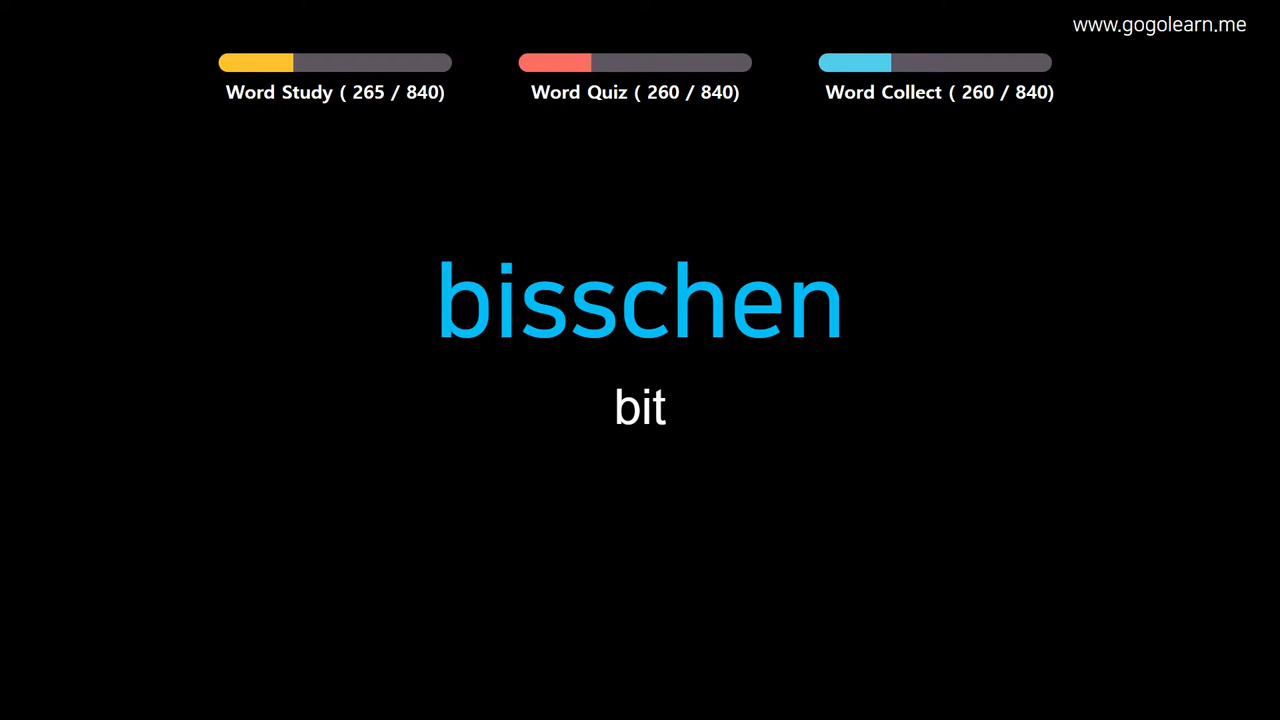 www.gogolearn.me
Word Study ( 265 / 840)
Word Quiz ( 260 / 840)
Word Collect ( 260 / 840)
bisschen
bit